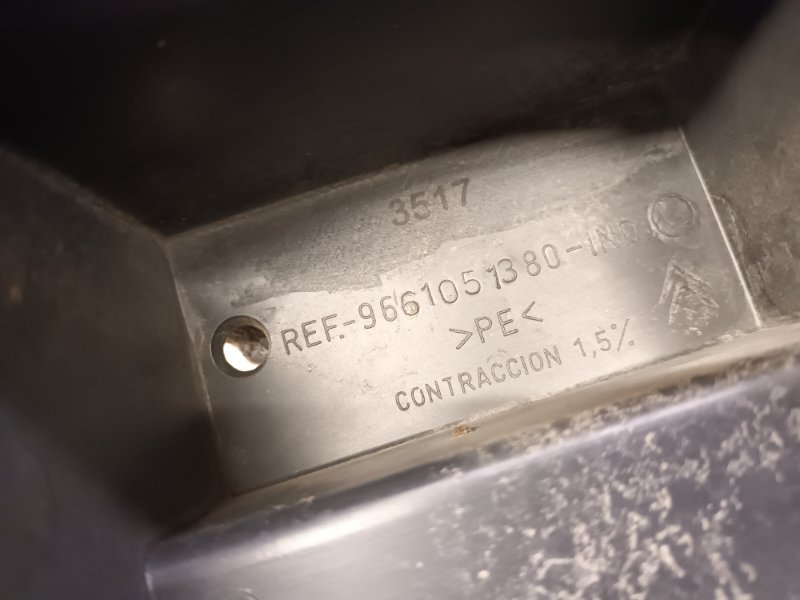 3517
REF.-9661051380-IND
>PE<
CONTRACCION 1,5%